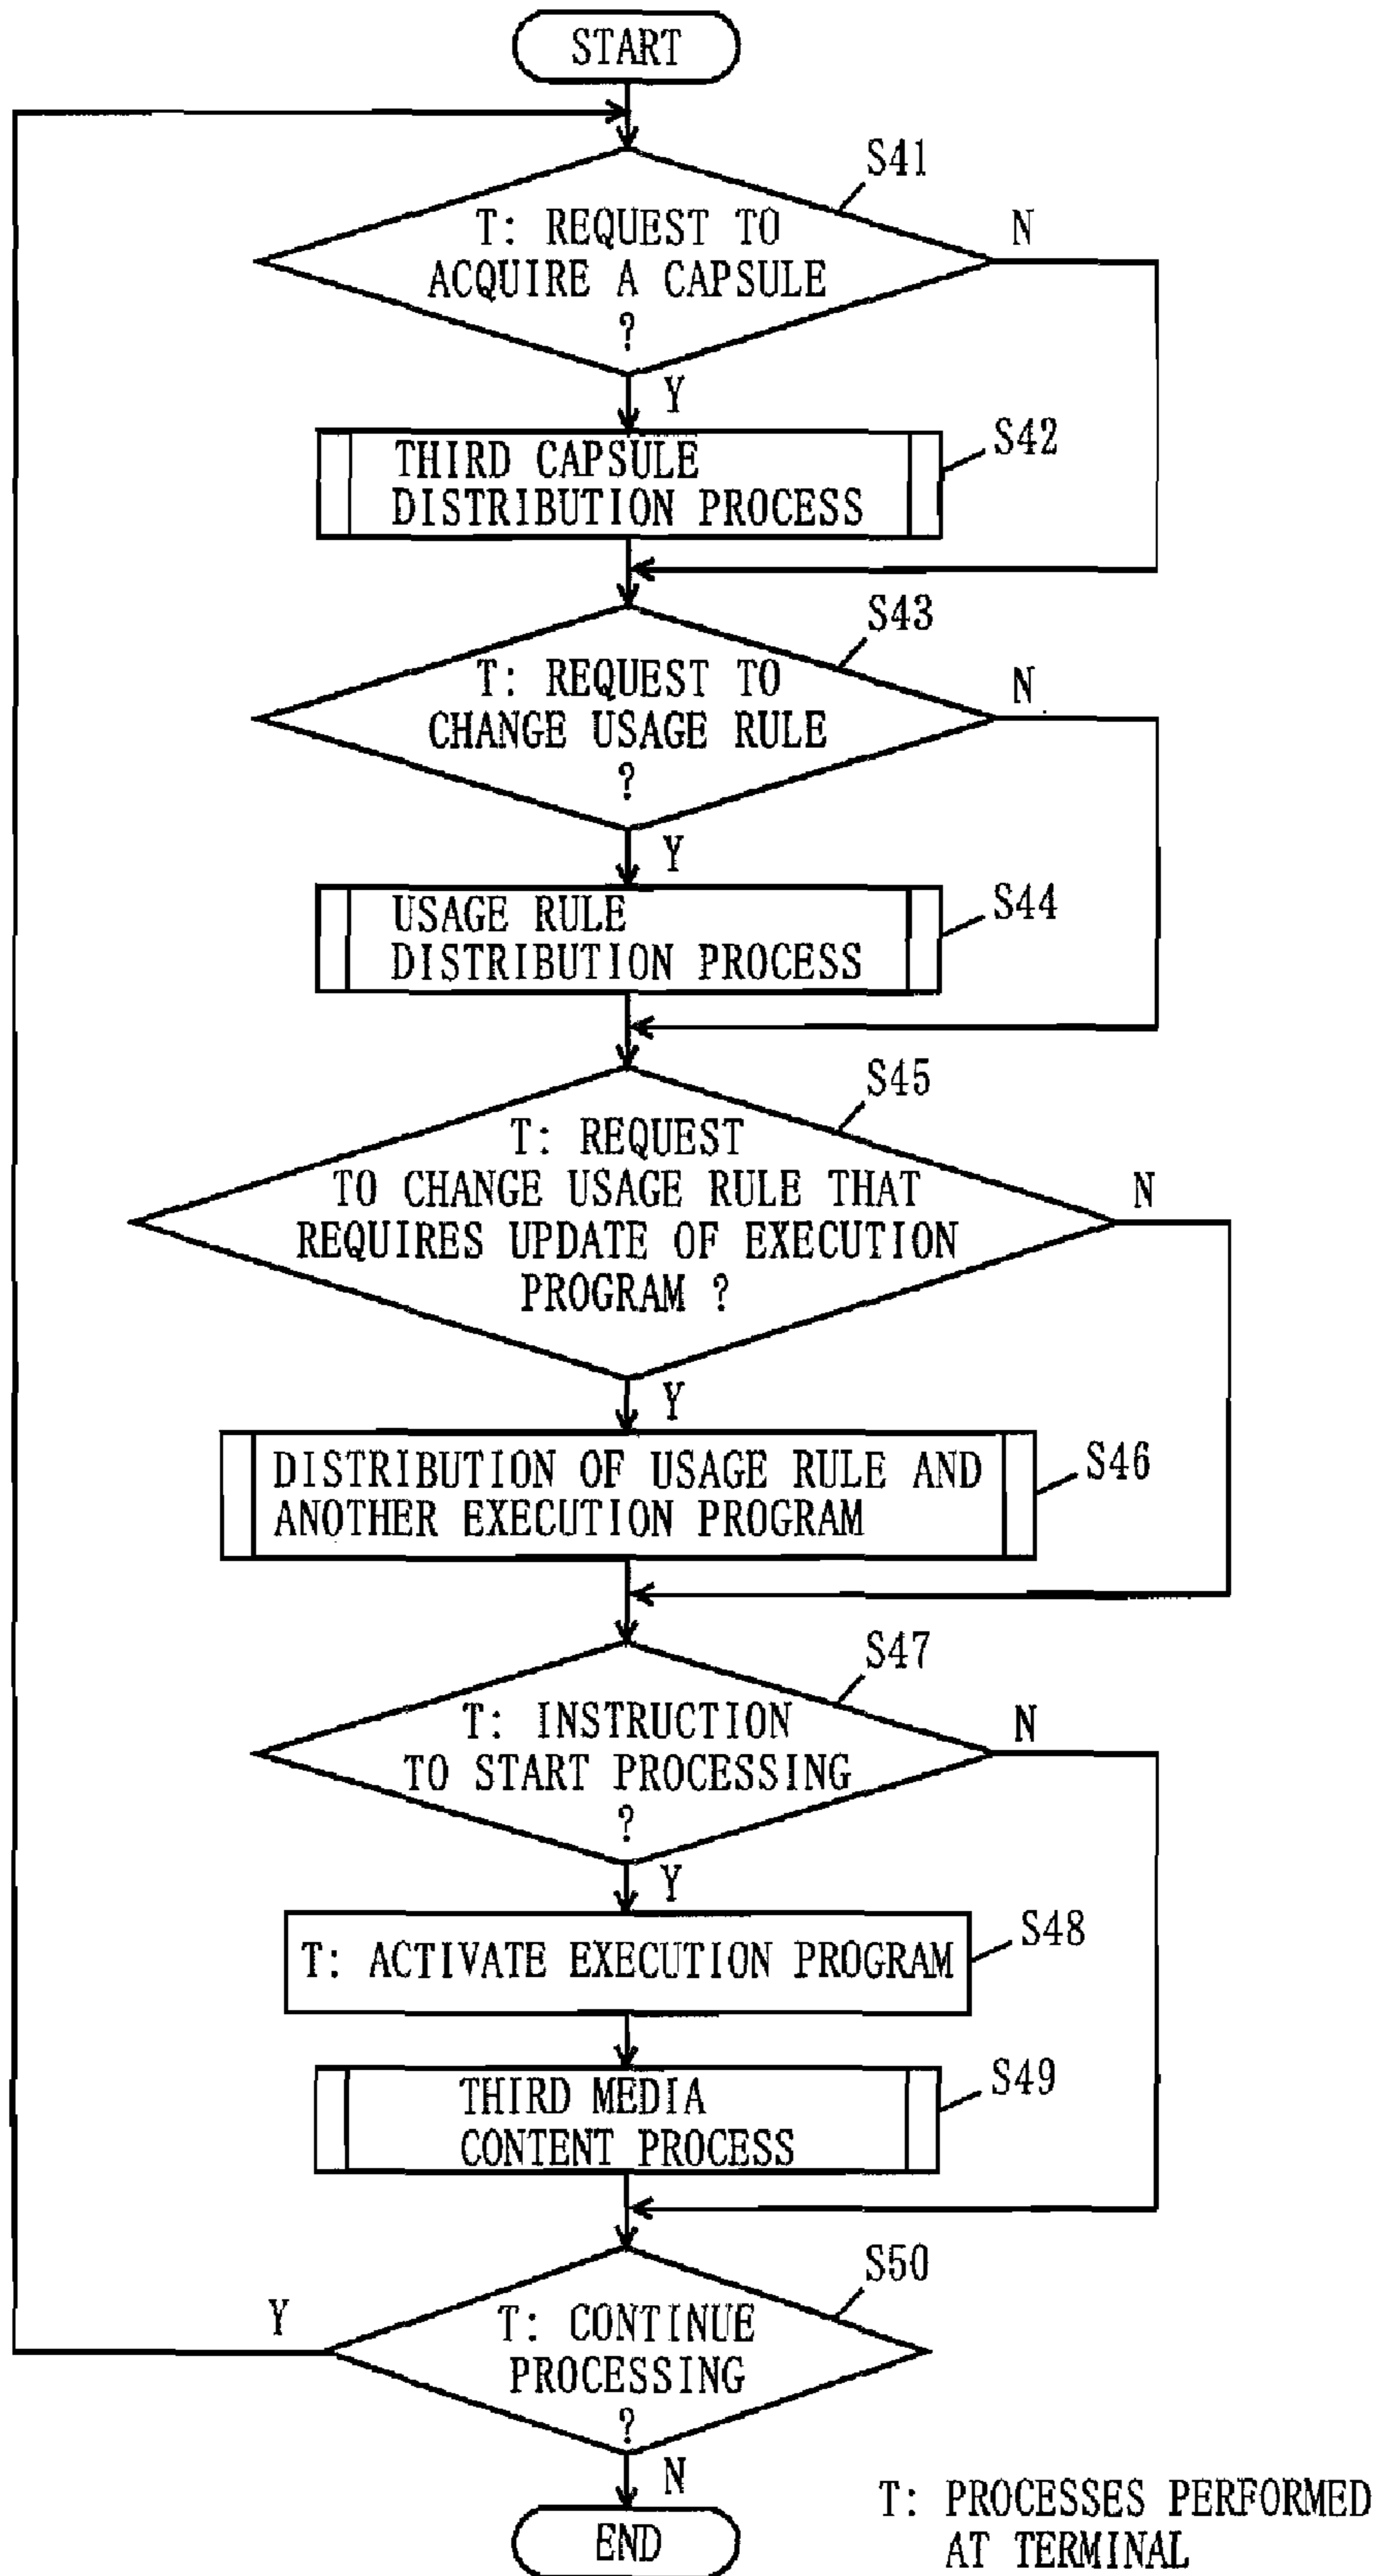 START
S41
T: REQUEST TO
ACQUIRE A CAPSULE
?
N
Y
THIRD CAPSULE
DISTRIBUTION PROCESS
S42
S43
T: REQUEST TO
CHANGE USAGE RULE
?
N
Y
USAGE RULE
DISTRIBUTION PROCESS
S44
S45
T: REQUEST
TO CHANGE USAGE RULE THAT
REQUIRES UPDATE OF EXECUTION
PROGRAM ?
N
Y
DISTRIBUTION OF USAGE RULE AND
ANOTHER EXECUTION PROGRAM
S46
S47
T: INSTRUCTION
TO START PROCESSING
?
N
Y
T: ACTIVATE EXECUTION PROGRAM
S48
THIRD MEDIA
CONTENT PROCESS
S49
S50
T: CONTINUE
PROCESSING
?
Y
N
END
T: PROCESSES PERFORMED
AT TERMINAL